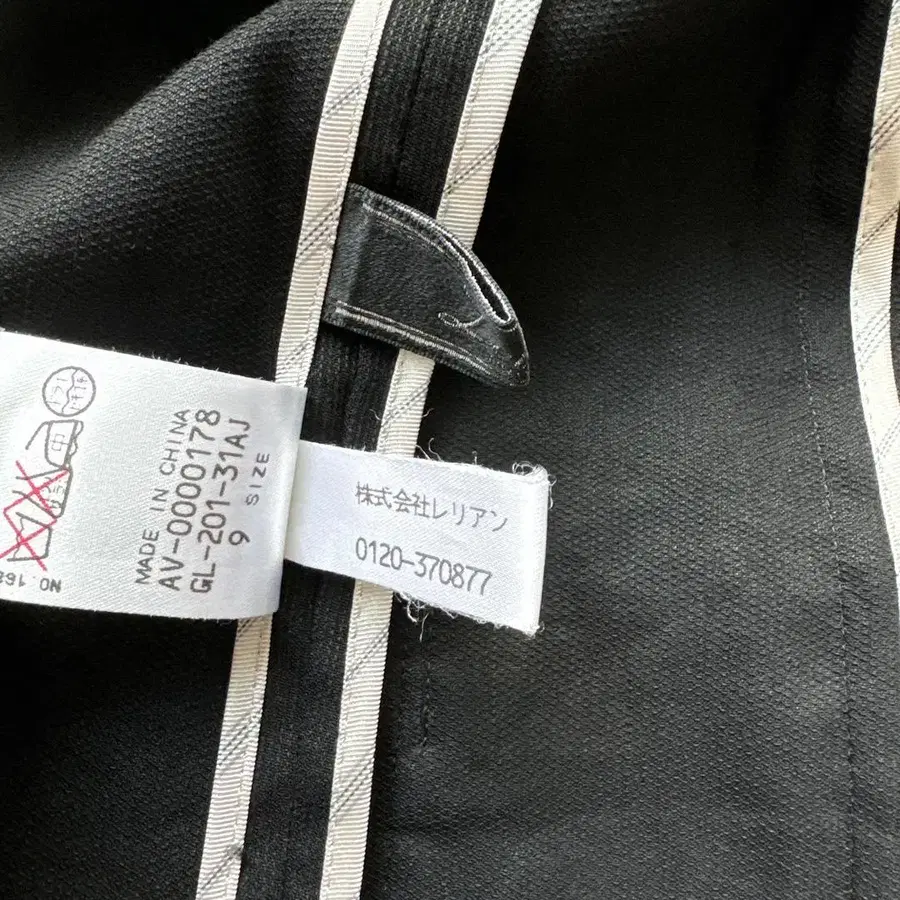 MADE IN CHINA
AV-0000178
GL-201-31AJ
9 SIZE
株式会社レリアン
0120-370877
中